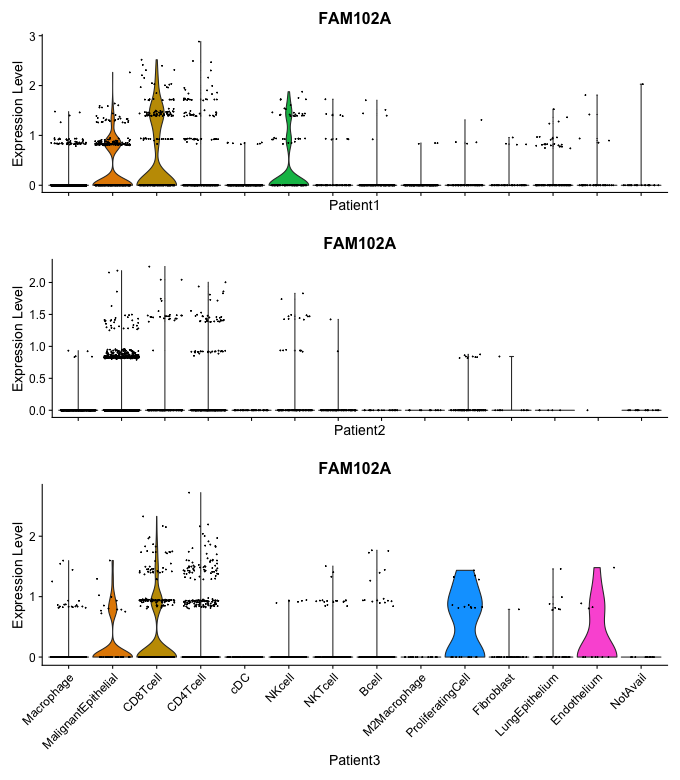 FAM102A
Expression Level
3
2
1
0
Patient1
FAM102A
Expression Level
2.0
1.5
1.0
0.5
0.0
Patient2
FAM102A
Expression Level
2
1
0
Macrophage
MalignantEpithelial
CD8Tcell
CD4Tcell
cDC
NKcell
NKTcell
Bcell
M2Macrophage
ProliferatingCell
Fibroblast
LungEpithelium
Endothelium
NotAvail
Patient3